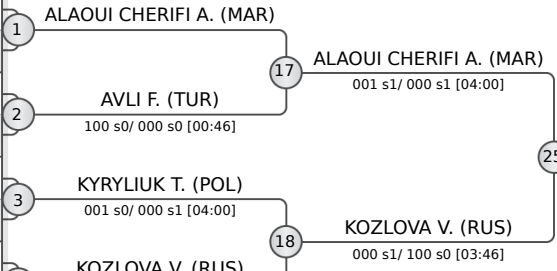 ALAOUI CHERIFI A. (MAR)
1
17
ALAOUI CHERIFI A. (MAR)
001 s1/ 000 s1 [04:00]
AVLI F. (TUR)
2
100 s0/ 000 s0 [00:46]
25
KYRYLIUK T. (POL)
3
001 s0/ 000 s1 [04:00]
18
KOZLOVA V. (RUS)
000 s1/ 100 s0 [03:46]
KOZLOVA V. (RUS)